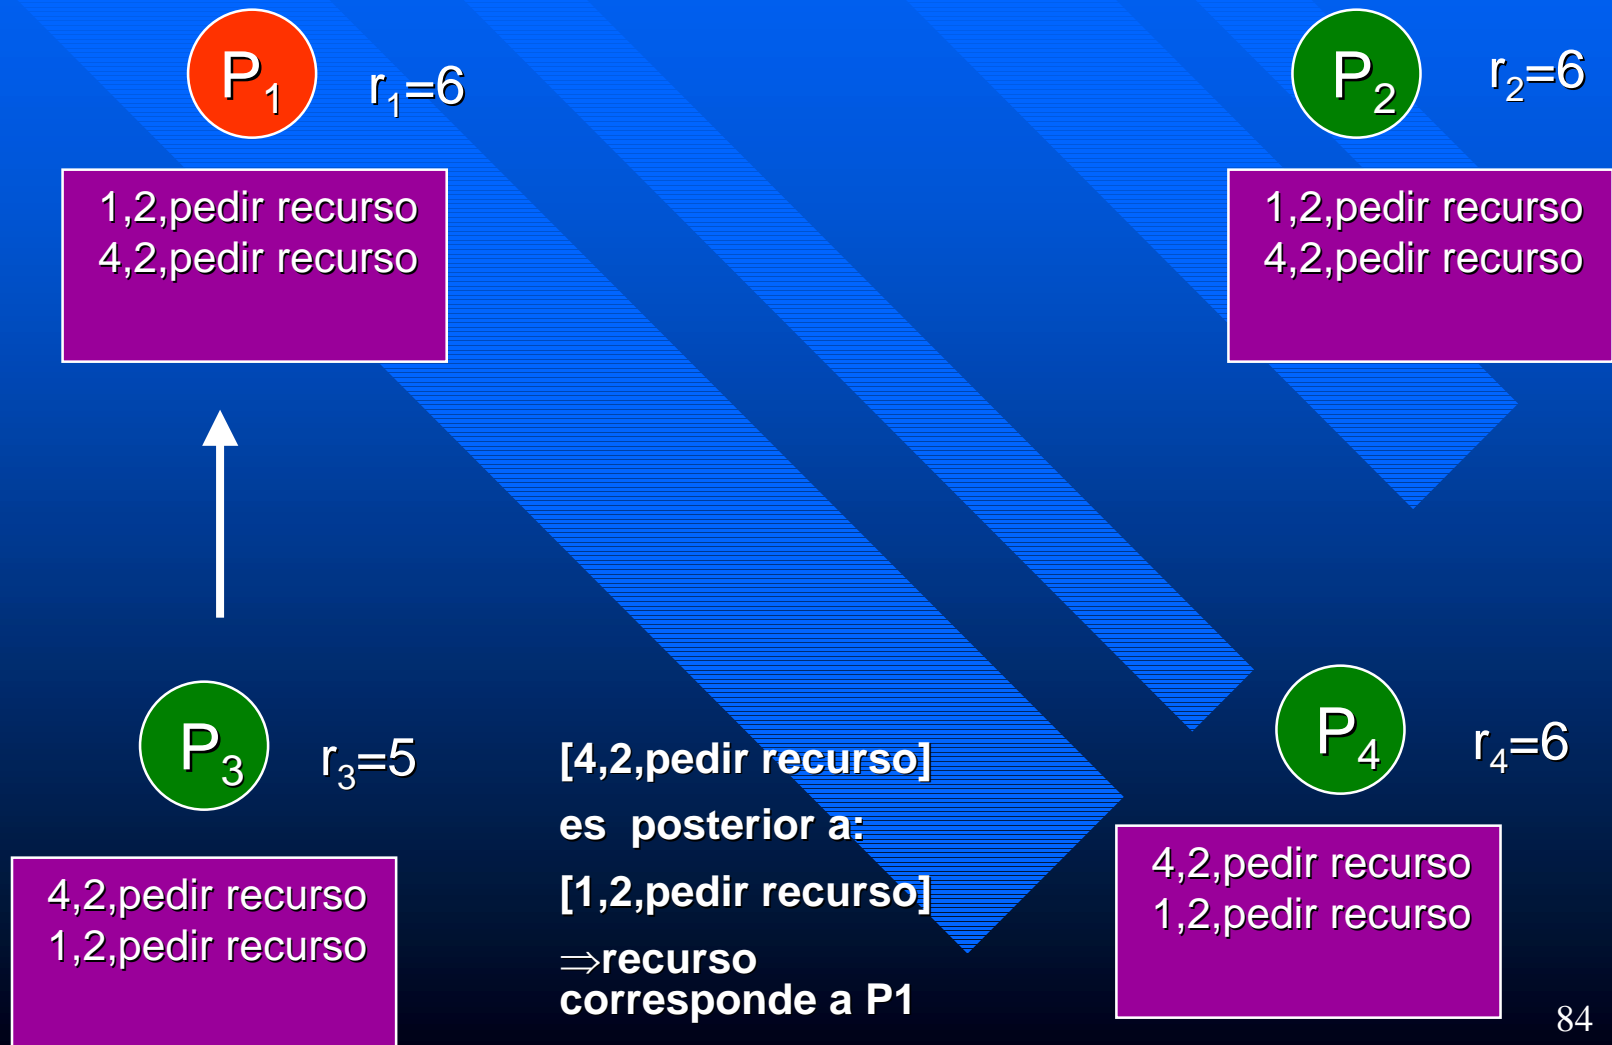 P₁ r₁=6
1,2,pedir recurso
4,2,pedir recurso
P₂ r₂=6
1,2,pedir recurso
4,2,pedir recurso
P₃ r₃=5
4,2,pedir recurso
1,2,pedir recurso
[4,2,pedir recurso]
es posterior a:
[1,2,pedir recurso]
⇒recurso
corresponde a P1
P₄ r₄=6
4,2,pedir recurso
1,2,pedir recurso
84